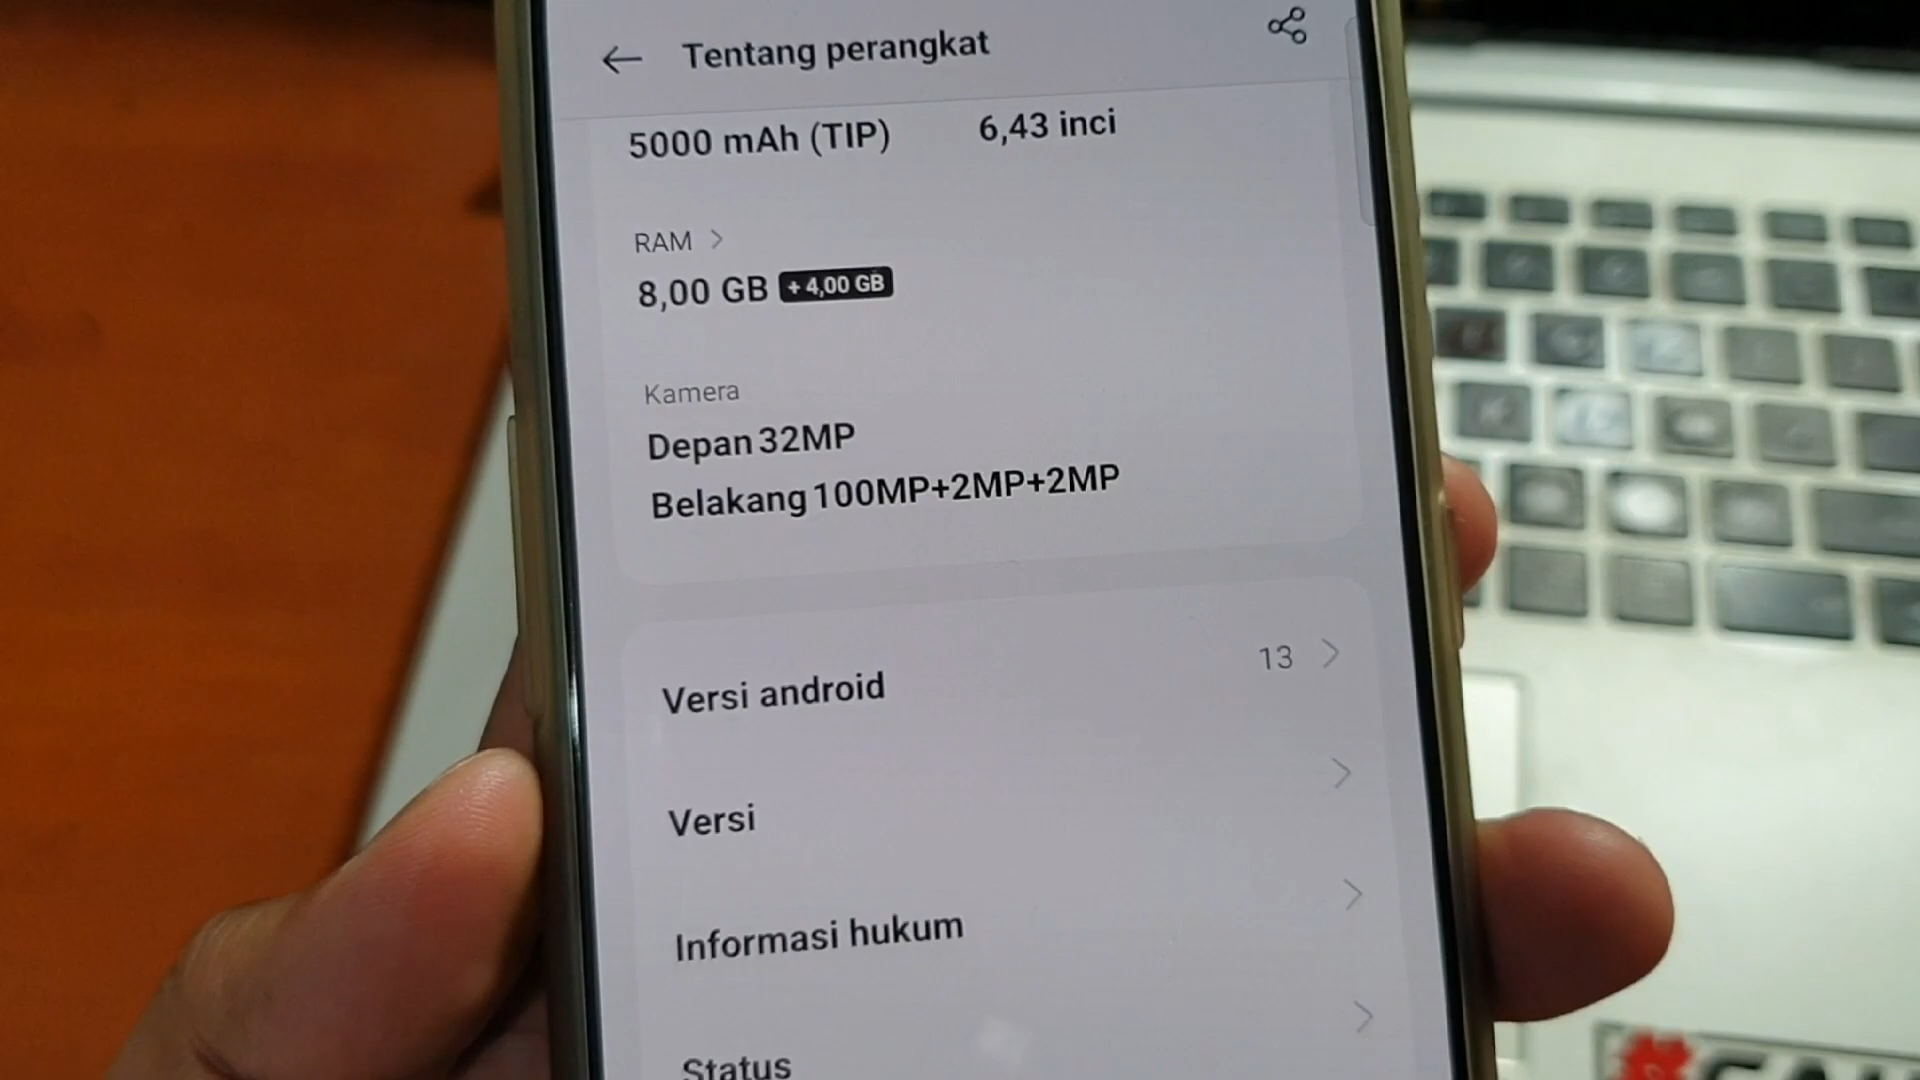 Tentang perangkat
5000 mAh (TIP)
6,43 inci
RAM
8,00 GB + 4,00 GB
Kamera
Depan 32MP
Belakang 100MP+2MP+2MP
Versi android
13
Versi
Informasi hukum
Status